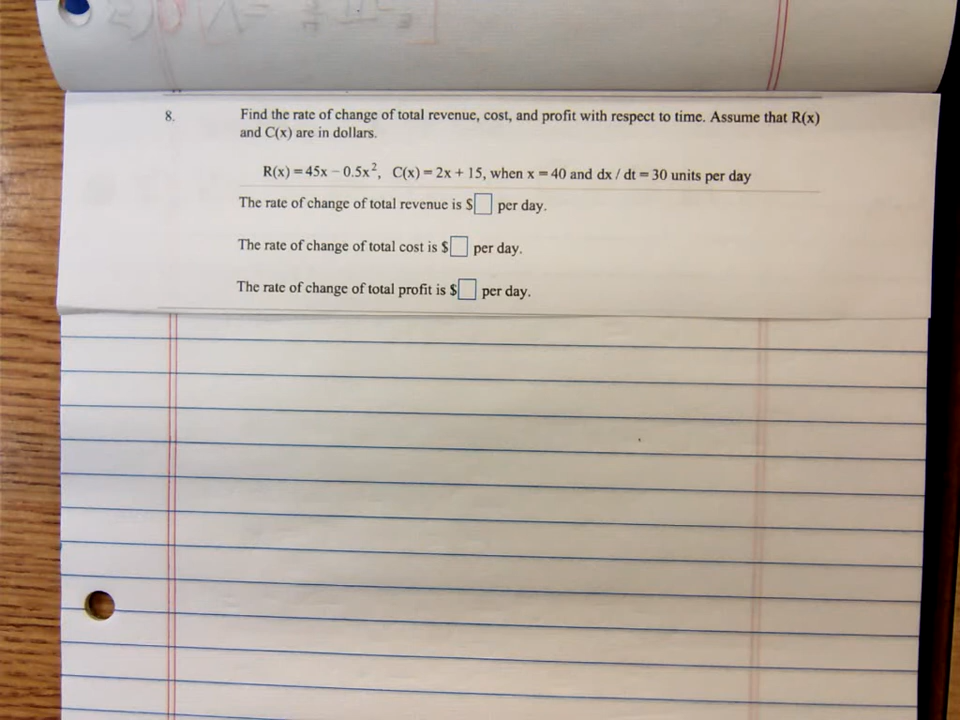 8. Find the rate of change of total revenue, cost, and profit with respect to time. Assume that R(x)
and C(x) are in dollars.
R(x) = 45x − 0.5x², C(x) = 2x + 15, when x = 40 and dx / dt = 30 units per day
The rate of change of total revenue is $ per day.
The rate of change of total cost is $ per day.
The rate of change of total profit is $ per day.